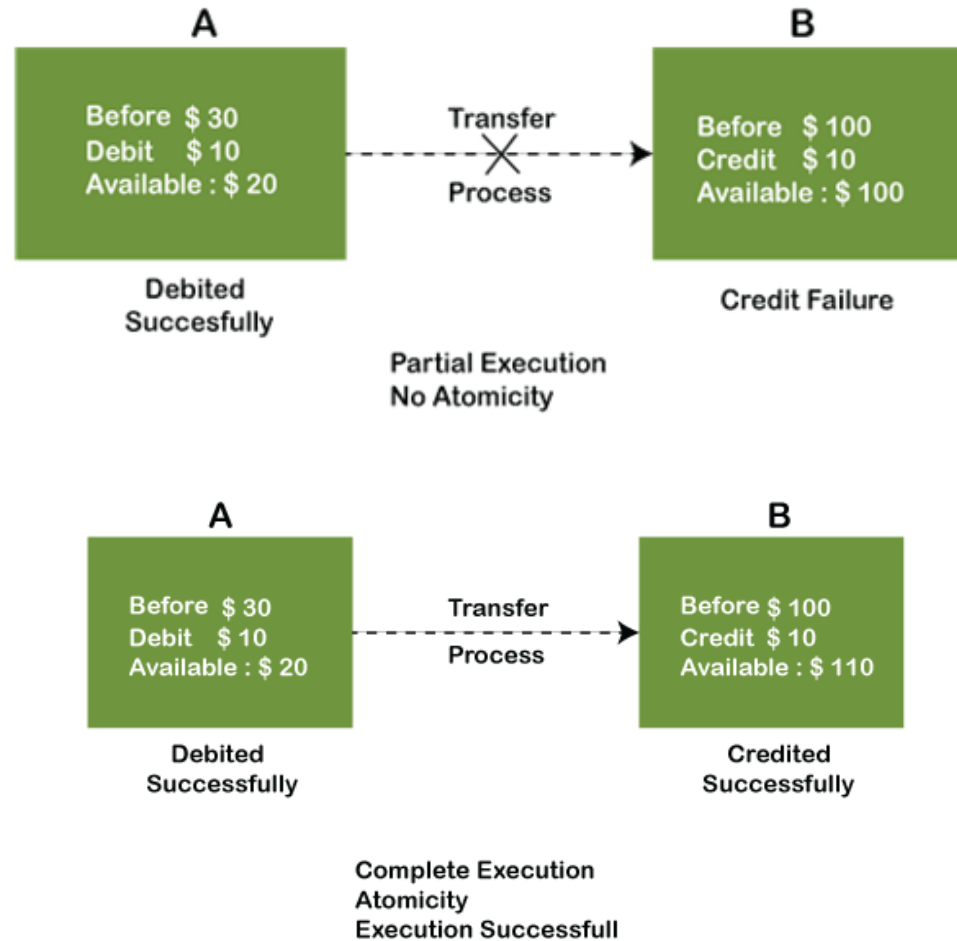 A
B
Before $ 30
Debit $ 10
Available : $ 20
Transfer
Process
Before $ 100
Credit $ 10
Available : $ 100
Debited
Succesfully
Credit Failure
Partial Execution
No Atomicity
A
B
Before $ 30
Debit $ 10
Available : $ 20
Transfer
Process
Before $ 100
Credit $ 10
Available : $ 110
Debited
Successfully
Credited
Successfully
Complete Execution
Atomicity
Execution Successfull